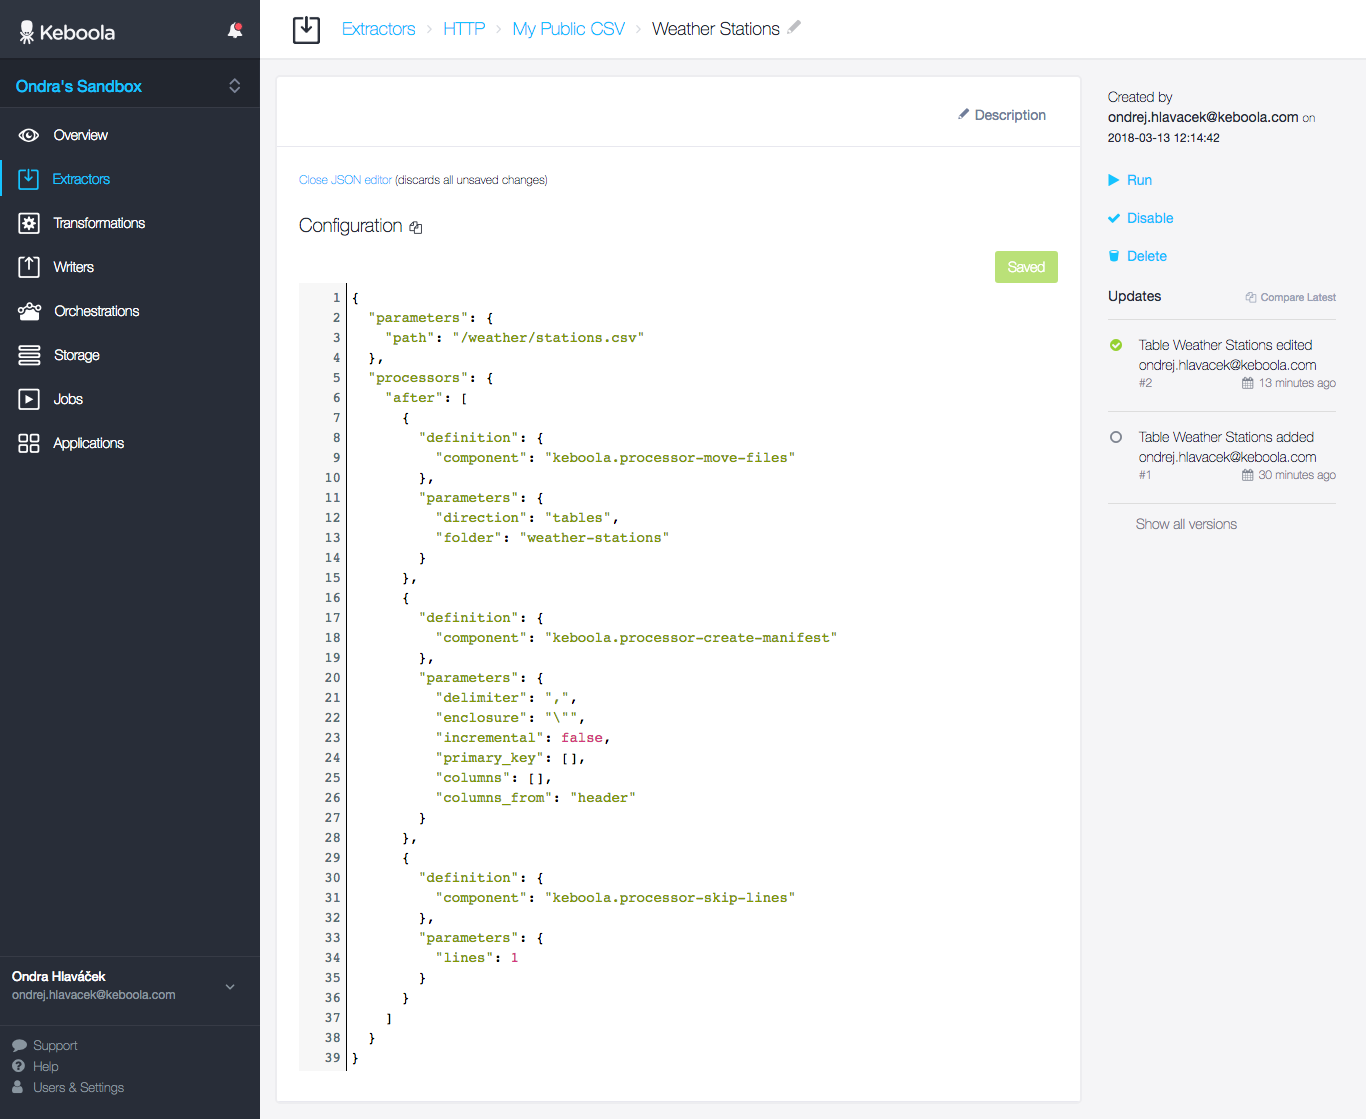 Keboola
Ondra's Sandbox
Overview
Extractors
Transformations
Writers
Orchestrations
Storage
Jobs
Applications
Ondra Hlaváček
ondrej.hlavacek@keboola.com
Support
Help
Users & Settings
Extractors › HTTP › My Public CSV › Weather Stations
Description
Close JSON editor (discards all unsaved changes)
Configuration
Saved
1 {
2   "parameters": {
3     "path": "/weather/stations.csv"
4   },
5   "processors": {
6     "after": [
7       {
8         "definition": {
9           "component": "keboola.processor-move-files"
10         },
11         "parameters": {
12           "direction": "tables",
13           "folder": "weather-stations"
14         }
15       },
16       {
17         "definition": {
18           "component": "keboola.processor-create-manifest"
19         },
20         "parameters": {
21           "delimiter": ",",
22           "enclosure": "\"",
23           "incremental": false,
24           "primary_key": [],
25           "columns": [],
26           "columns_from": "header"
27         }
28       },
29       {
30         "definition": {
31           "component": "keboola.processor-skip-lines"
32         },
33         "parameters": {
34           "lines": 1
35         }
36       }
37     ]
38   }
39 }
Created by
ondrej.hlavacek@keboola.com on
2018-03-13 12:14:42
Run
Disable
Delete
Updates Compare Latest
Table Weather Stations edited
ondrej.hlavacek@keboola.com
#2 13 minutes ago
Table Weather Stations added
ondrej.hlavacek@keboola.com
#1 30 minutes ago
Show all versions